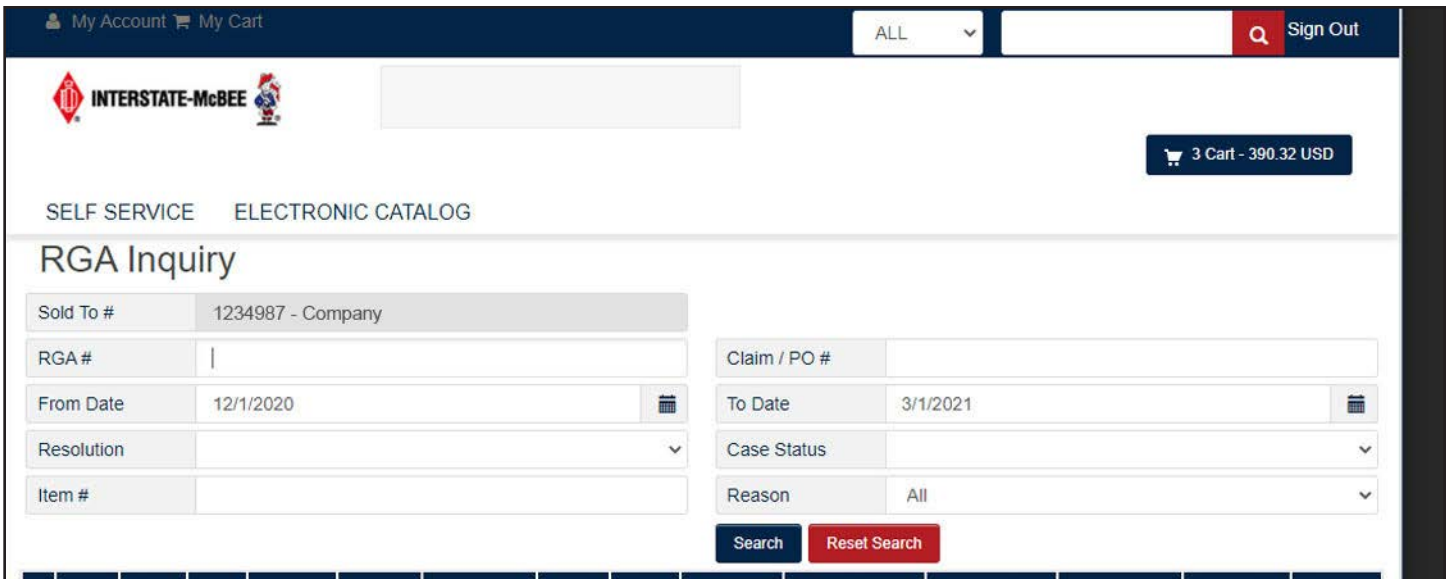 My Account My Cart
ALL
Sign Out
INTERSTATE-McBEE
3 Cart - 390.32 USD
SELF SERVICE ELECTRONIC CATALOG
RGA Inquiry
Sold To # 1234987 - Company
RGA # Claim / PO #
From Date 12/1/2020 To Date 3/1/2021
Resolution Case Status
Item # Reason All
Search Reset Search